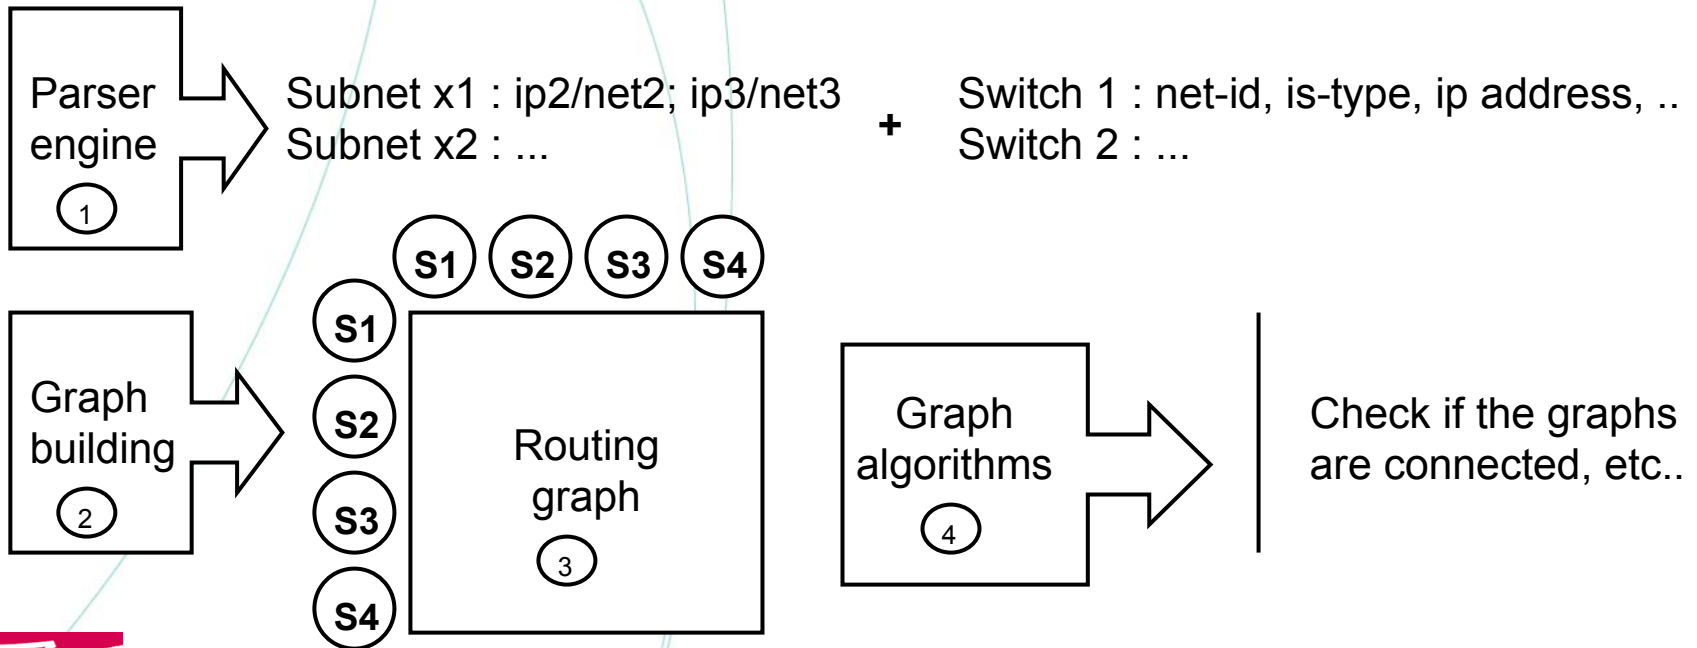 Parser
engine
1
Subnet x1 : ip2/net2; ip3/net3
Subnet x2 : ...
+
Switch 1 : net-id, is-type, ip address, ..
Switch 2 : ...
S1 S2 S3 S4
S1
S2
S3
S4
Graph
building
2
Routing
graph
3
Graph
algorithms
4
Check if the graphs
are connected, etc..